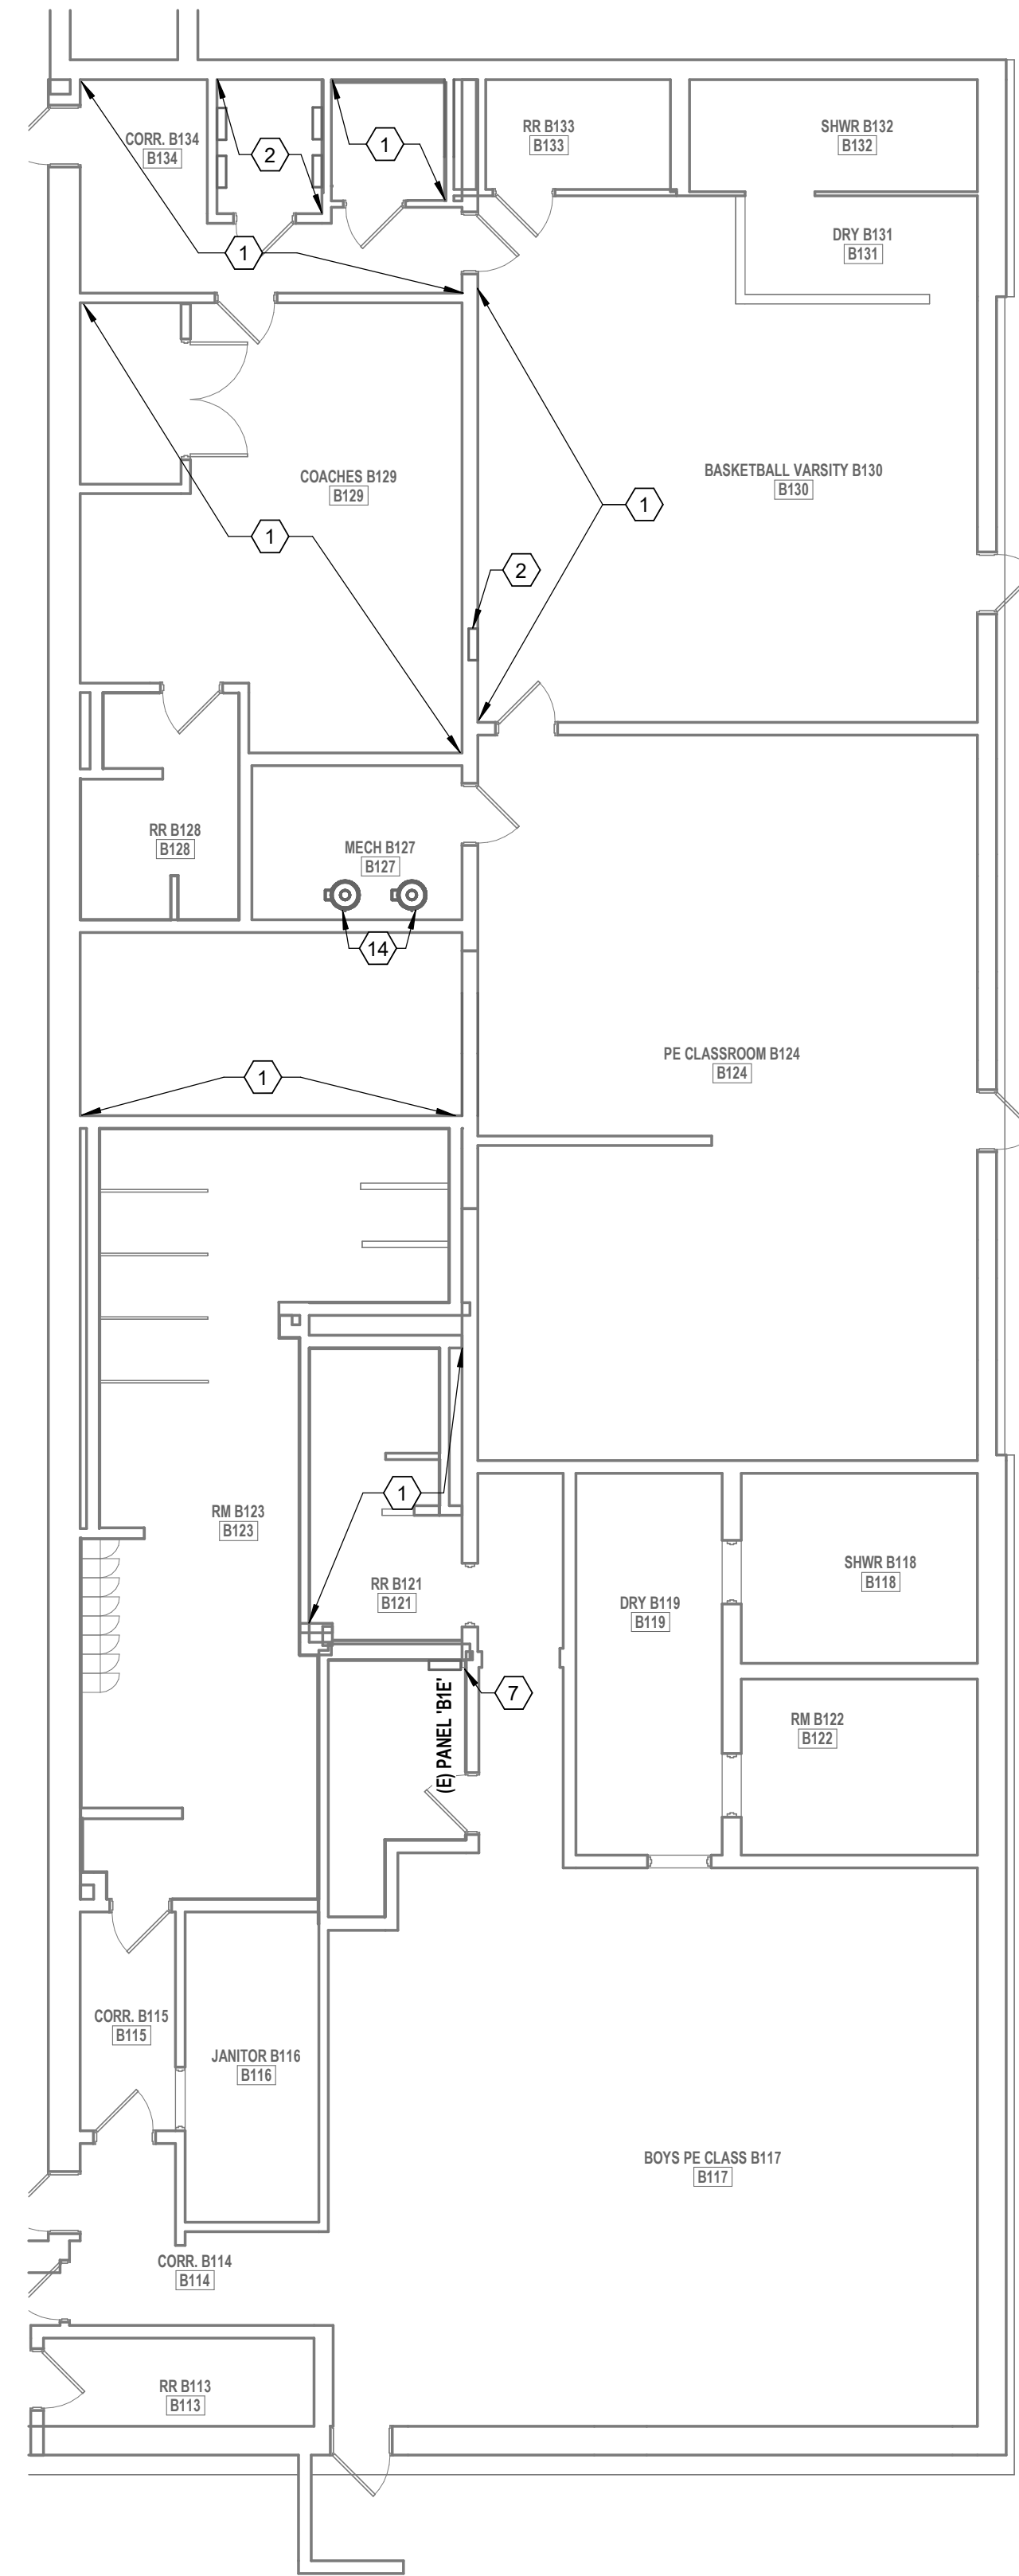 CORR. B134
B134
2
1
RR B133
B133
SHWR B132
B132
1
DRY B131
B131
COACHES B129
B129
BASKETBALL VARSITY B130
B130
1
1
2
RR B128
B128
MECH B127
B127
14
PE CLASSROOM B124
B124
1
1
RM B123
B123
RR B121
B121
DRY B119
B119
SHWR B118
B118
7
(E) PANEL 'B1E'
RM B122
B122
CORR. B115
B115
JANITOR B116
B116
BOYS PE CLASS B117
B117
CORR. B114
B114
RR B113
B113